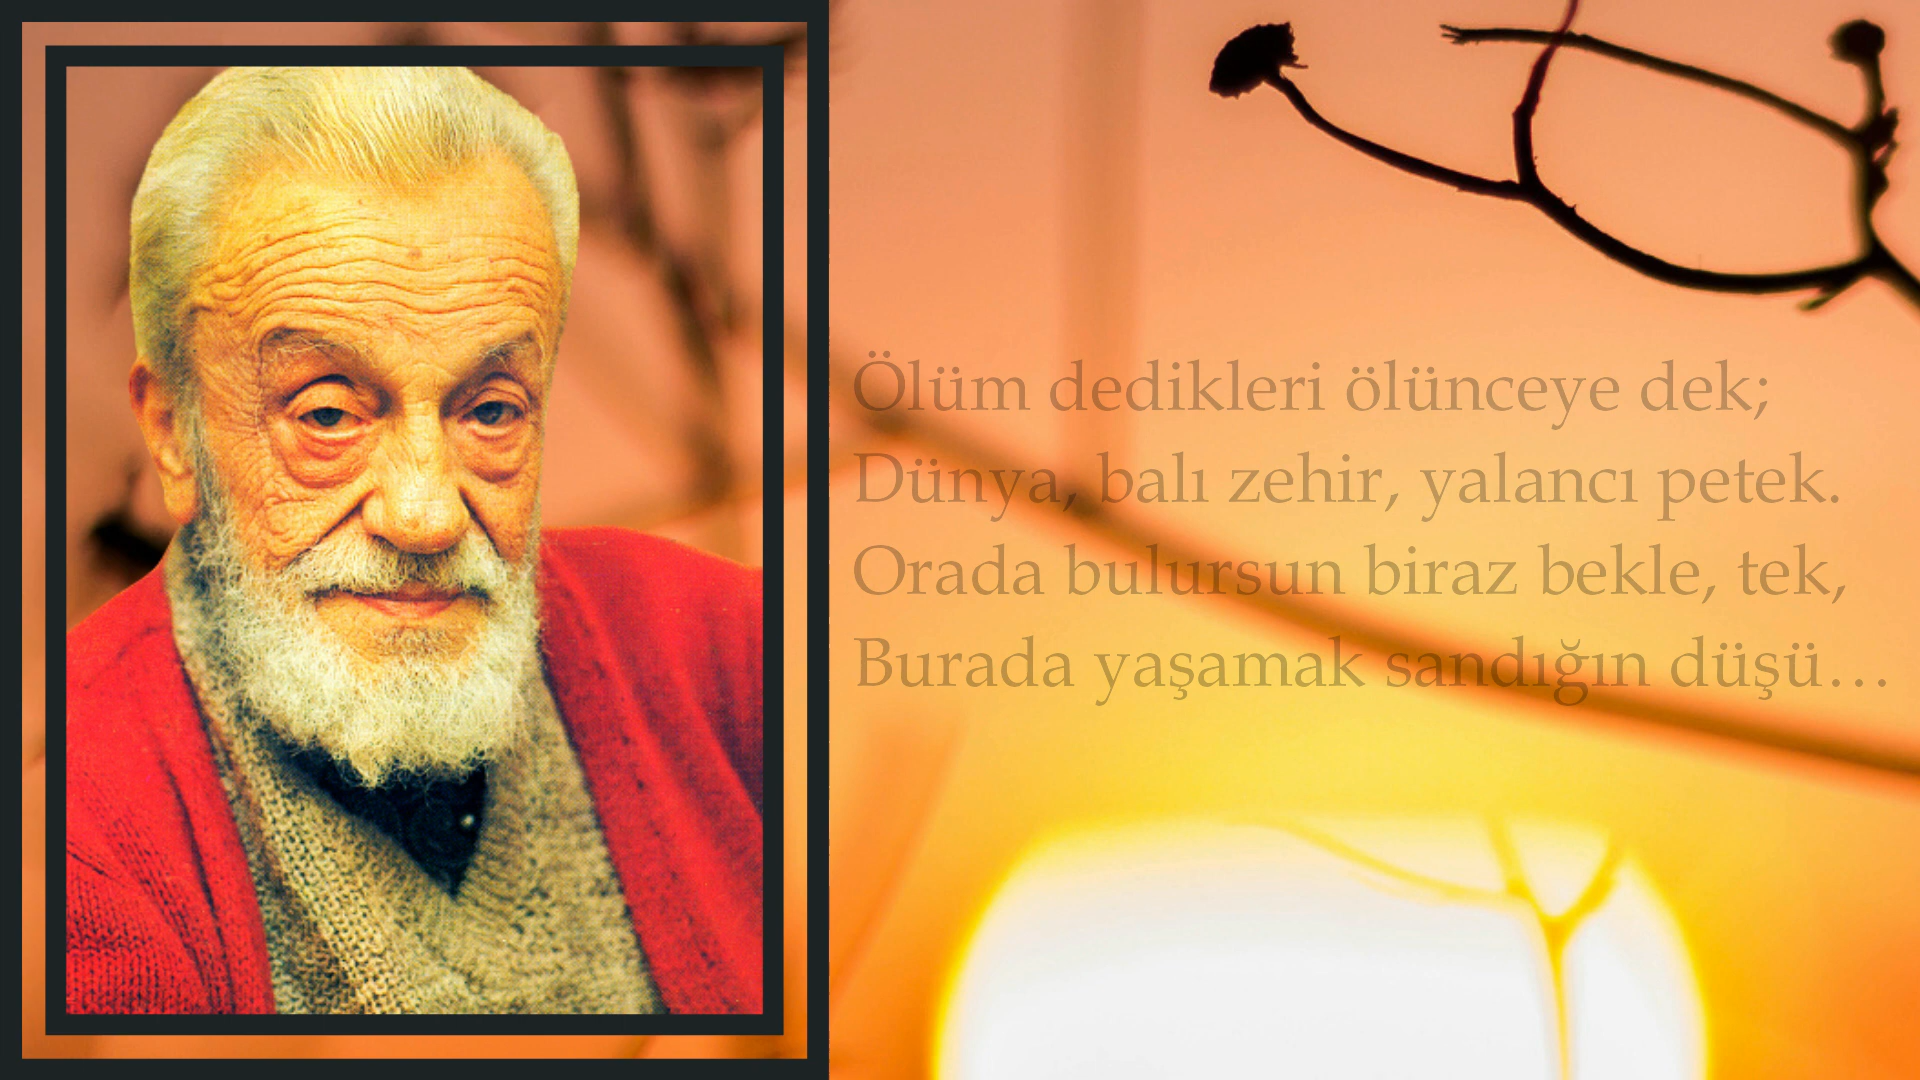 Ölüm dedikleri ölünceye dek;
Dünya, balı zehir, yalancı petek.
Orada bulursun biraz bekle, tek,
Burada yaşamak sandığın düşü…